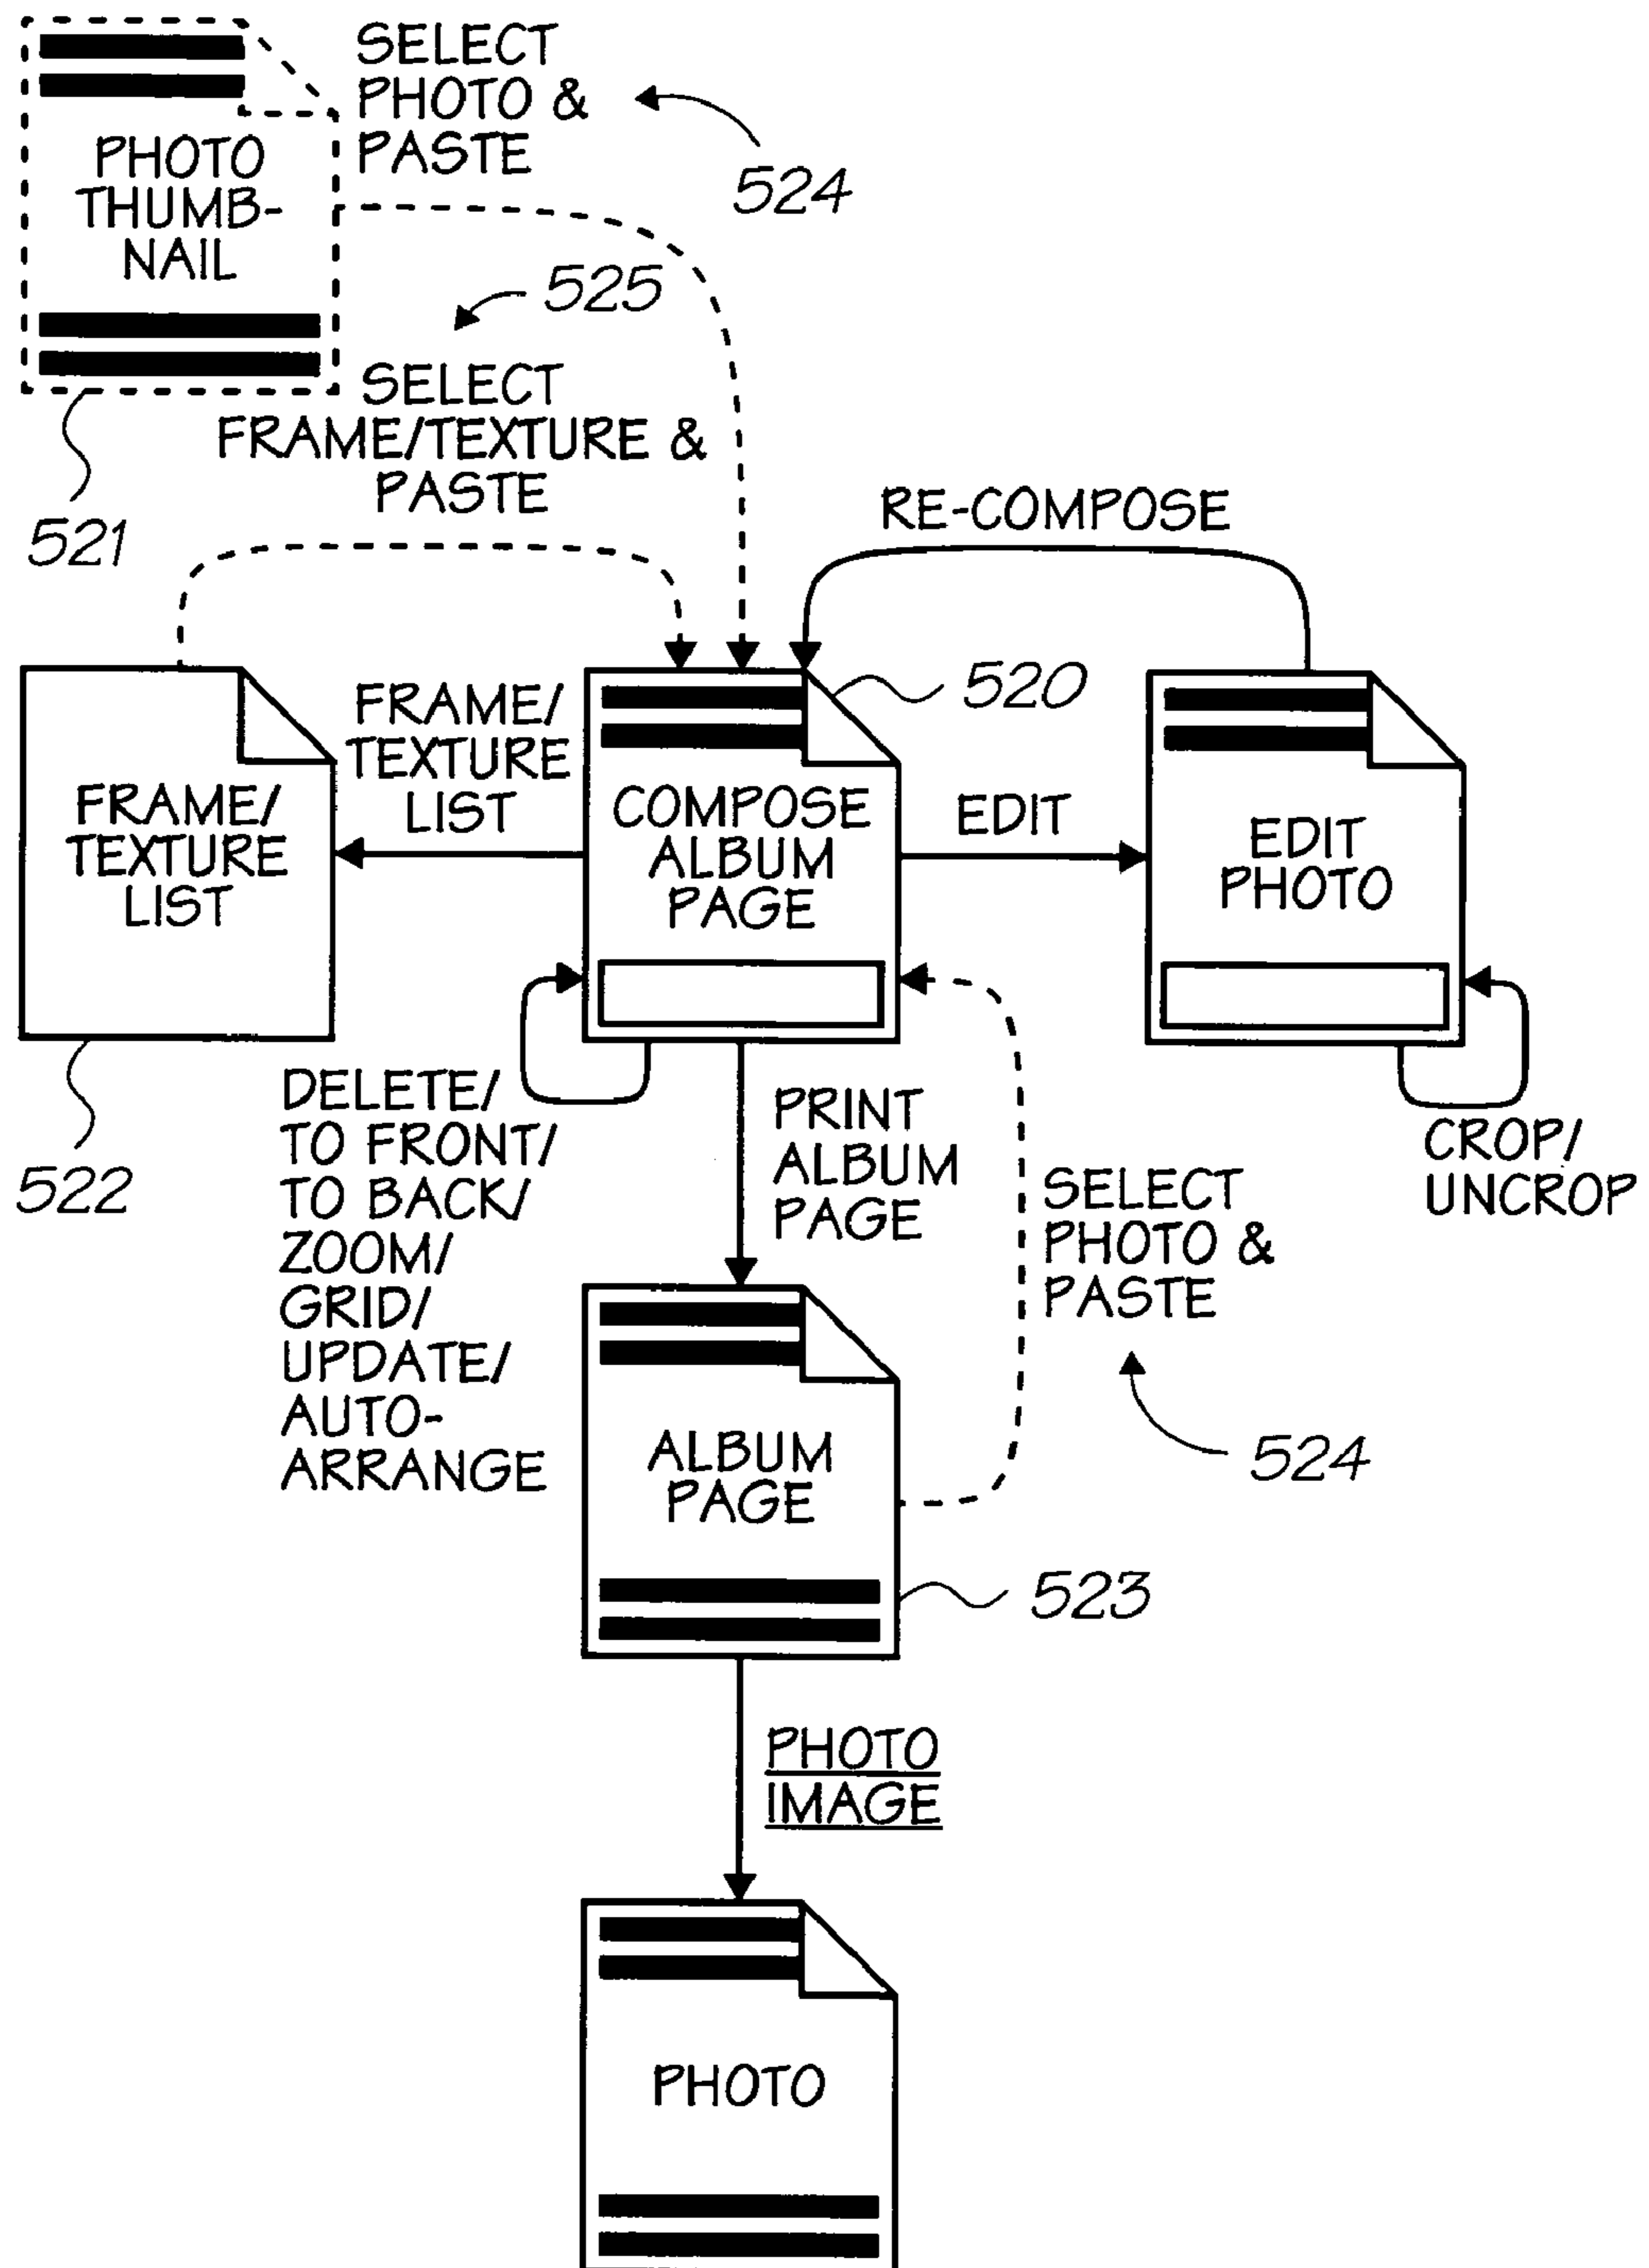 SELECT
PHOTO &
PASTE
524
PHOTO
THUMB-
NAIL
525
SELECT
FRAME/TEXTURE &
PASTE
521
RE-COMPOSE
520
FRAME/
TEXTURE
LIST
FRAME/
TEXTURE
LIST
COMPOSE
ALBUM
PAGE
EDIT
EDIT
PHOTO
522
DELETE/
TO FRONT/
TO BACK/
ZOOM/
GRID/
UPDATE/
AUTO-
ARRANGE
PRINT
ALBUM
PAGE
SELECT
PHOTO &
PASTE
CROP/
UNCROP
524
ALBUM
PAGE
523
PHOTO
IMAGE
PHOTO